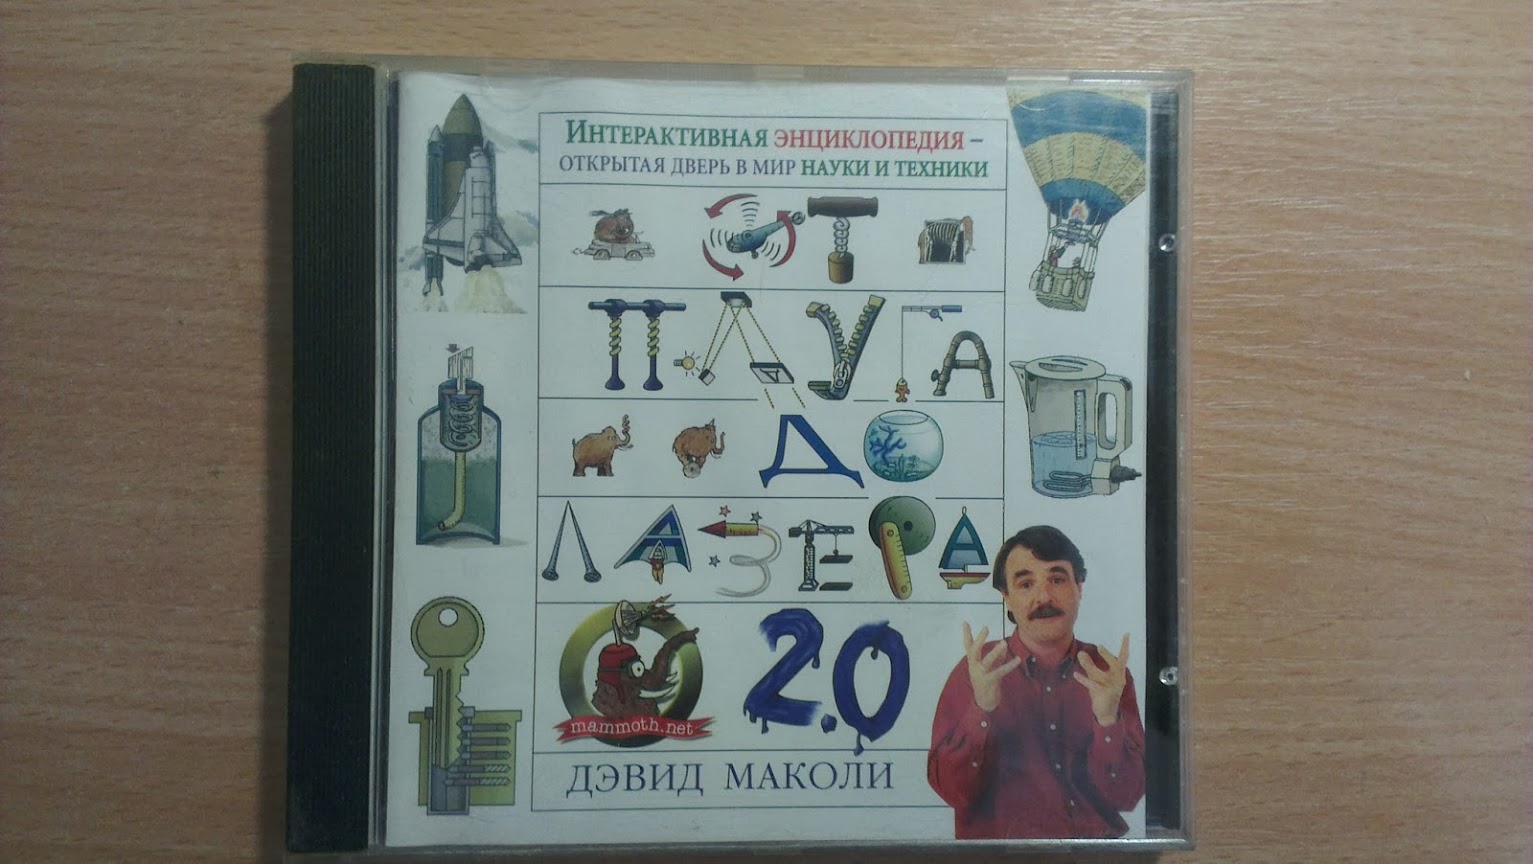 ИНТЕРАКТИВНАЯ ЭНЦИКЛОПЕДИЯ –
ОТКРЫТАЯ ДВЕРЬ В МИР НАУКИ И ТЕХНИКИ
ОТ
ПЛУГА
ДО
ЛАЗЕРА
2.0
mammoth.net
ДЭВИД МАКОЛИ